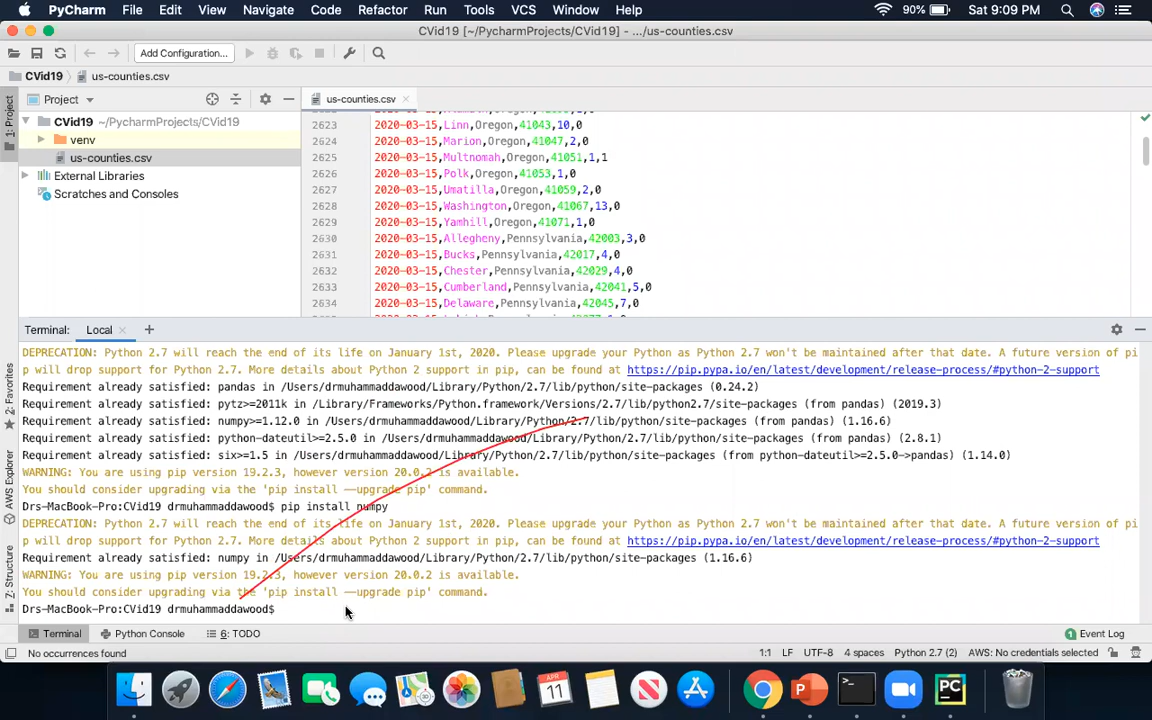 PyCharm File Edit View Navigate Code Refactor Run Tools VCS Window Help 90% Sat 9:09 PM
CVid19 [~/PycharmProjects/CVid19] - .../us-counties.csv
Add Configuration...
CVid19 us-counties.csv
1: Project
Project
us-counties.csv
CVid19 ~/PycharmProjects/CVid19
venv
us-counties.csv
External Libraries
Scratches and Consoles
2623 2020-03-15,Linn,Oregon,41043,10,0
2624 2020-03-15,Marion,Oregon,41047,2,0
2625 2020-03-15,Multnomah,Oregon,41051,1,1
2626 2020-03-15,Polk,Oregon,41053,1,0
2627 2020-03-15,Umatilla,Oregon,41059,2,0
2628 2020-03-15,Washington,Oregon,41067,13,0
2629 2020-03-15,Yamhill,Oregon,41071,1,0
2630 2020-03-15,Allegheny,Pennsylvania,42003,3,0
2631 2020-03-15,Bucks,Pennsylvania,42017,4,0
2632 2020-03-15,Chester,Pennsylvania,42029,4,0
2633 2020-03-15,Cumberland,Pennsylvania,42041,5,0
2634 2020-03-15,Delaware,Pennsylvania,42045,7,0
Terminal: Local
DEPRECATION: Python 2.7 will reach the end of its life on January 1st, 2020. Please upgrade your Python as Python 2.7 won't be maintained after that date. A future version of pi
p will drop support for Python 2.7. More details about Python 2 support in pip, can be found at https://pip.pypa.io/en/latest/development/release-process/#python-2-support
Requirement already satisfied: pandas in /Users/drmuhammaddawood/Library/Python/2.7/lib/python/site-packages (0.24.2)
Requirement already satisfied: pytz>=2011k in /Library/Frameworks/Python.framework/Versions/2.7/lib/python2.7/site-packages (from pandas) (2019.3)
Requirement already satisfied: numpy>=1.12.0 in /Users/drmuhammaddawood/Library/Python/2.7/lib/python/site-packages (from pandas) (1.16.6)
Requirement already satisfied: python-dateutil>=2.5.0 in /Users/drmuhammaddawood/Library/Python/2.7/lib/python/site-packages (from pandas) (2.8.1)
Requirement already satisfied: six>=1.5 in /Users/drmuhammaddawood/Library/Python/2.7/lib/python/site-packages (from python-dateutil>=2.5.0->pandas) (1.14.0)
WARNING: You are using pip version 19.2.3, however version 20.0.2 is available.
You should consider upgrading via the 'pip install --upgrade pip' command.
Drs-MacBook-Pro:CVid19 drmuhammaddawood$ pip install numpy
DEPRECATION: Python 2.7 will reach the end of its life on January 1st, 2020. Please upgrade your Python as Python 2.7 won't be maintained after that date. A future version of pi
p will drop support for Python 2.7. More details about Python 2 support in pip, can be found at https://pip.pypa.io/en/latest/development/release-process/#python-2-support
Requirement already satisfied: numpy in /Users/drmuhammaddawood/Library/Python/2.7/lib/python/site-packages (1.16.6)
WARNING: You are using pip version 19.2.3, however version 20.0.2 is available.
You should consider upgrading via the 'pip install --upgrade pip' command.
Drs-MacBook-Pro:CVid19 drmuhammaddawood$
2: Favorites
AWS Explorer
Z: Structure
Terminal Python Console 6: TODO Event Log
No occurrences found 1:1 LF UTF-8 4 spaces Python 2.7 (2) AWS: No credentials selected
APR
11
PC